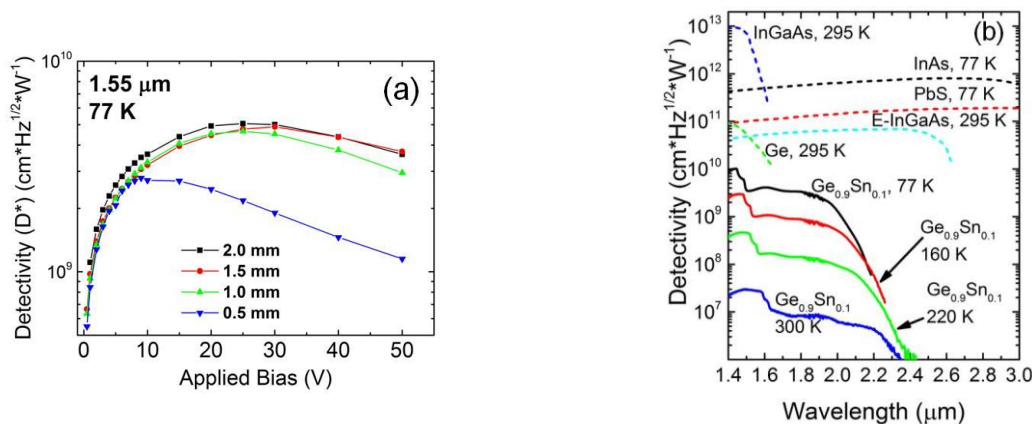 (a)
1.55 μm
77 K
10^10
10^9
Detectivity (D*) (cm*Hz^1/2*W^-1)
2.0 mm
1.5 mm
1.0 mm
0.5 mm
0 10 20 30 40 50
Applied Bias (V)
(b)
10^13
10^12
10^11
10^10
10^9
10^8
10^7
Detectivity (cm*Hz^1/2*W^-1)
InGaAs, 295 K
InAs, 77 K
PbS, 77 K
E-InGaAs, 295 K
Ge, 295 K
Ge0.9Sn0.1, 77 K
Ge0.9Sn0.1
160 K
Ge0.9Sn0.1
220 K
Ge0.9Sn0.1
300 K
1.4 1.6 1.8 2.0 2.2 2.4 2.6 2.8 3.0
Wavelength (μm)